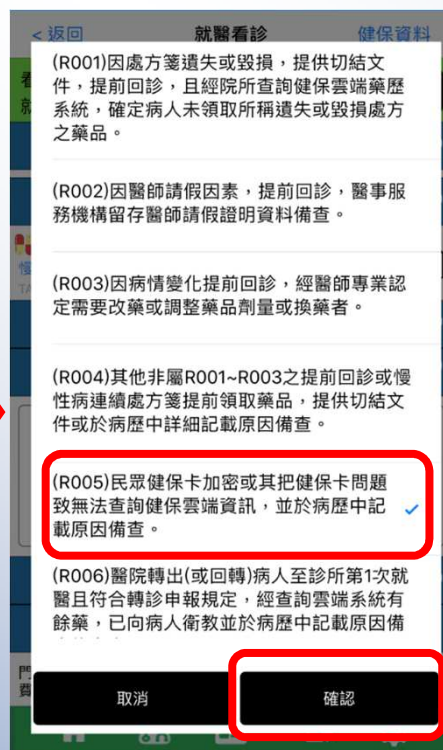 <返回 就醫看診 健保資料
看
就
(R001)因處方箋遺失或毀損，提供切結文
件，提前回診，且經院所查詢健保雲端藥歷
系統，確定病人未領取所稱遺失或毀損處方
之藥品。
(R002)因醫師請假因素，提前回診，醫事服
務機構留存醫師請假證明資料備查。
慢
TA
(R003)因病情變化提前回診，經醫師專業認
定需要改藥或調整藥品劑量或換藥者。
(R004)其他非屬R001~R003之提前回診或慢
性病連續處方箋提前領取藥品，提供切結文
件或於病歷中詳細記載原因備查。
(R005)民眾健保卡加密或其把健保卡問題
致無法查詢健保雲端資訊，並於病歷中記
載原因備查。
(R006)醫院轉出(或回轉)病人至診所第1次就
醫且符合轉診申報規定，經查詢雲端系統有
餘藥，已向病人衛教並於病歷中記載原因備
門
費
取消 確認